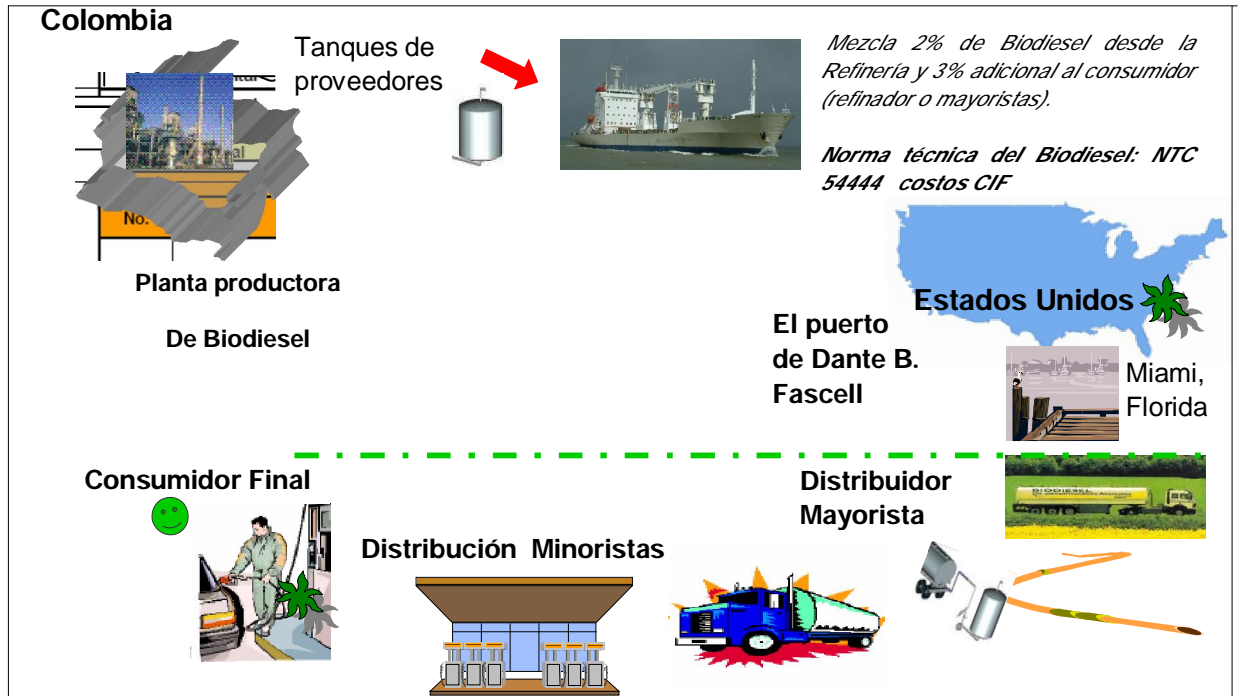 Colombia
Tanques de
proveedores
Mezcla 2% de Biodiesel desde la
Refinería y 3% adicional al consumidor
(refinador o mayoristas).
Norma técnica del Biodiesel: NTC
54444 costos CIF
No.
Planta productora
De Biodiesel
Estados Unidos
El puerto
de Dante B.
Fascell
Miami,
Florida
Consumidor Final
Distribuidor
Mayorista
BIODIESEL
Distribución Minoristas